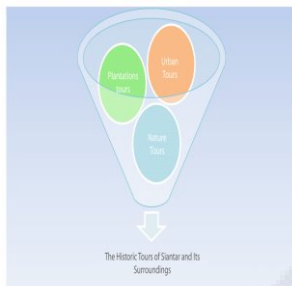 Urban
Tours
Plantations
tours
Nature
Tours
The Historic Tours of Siantar and Its
Surroundings